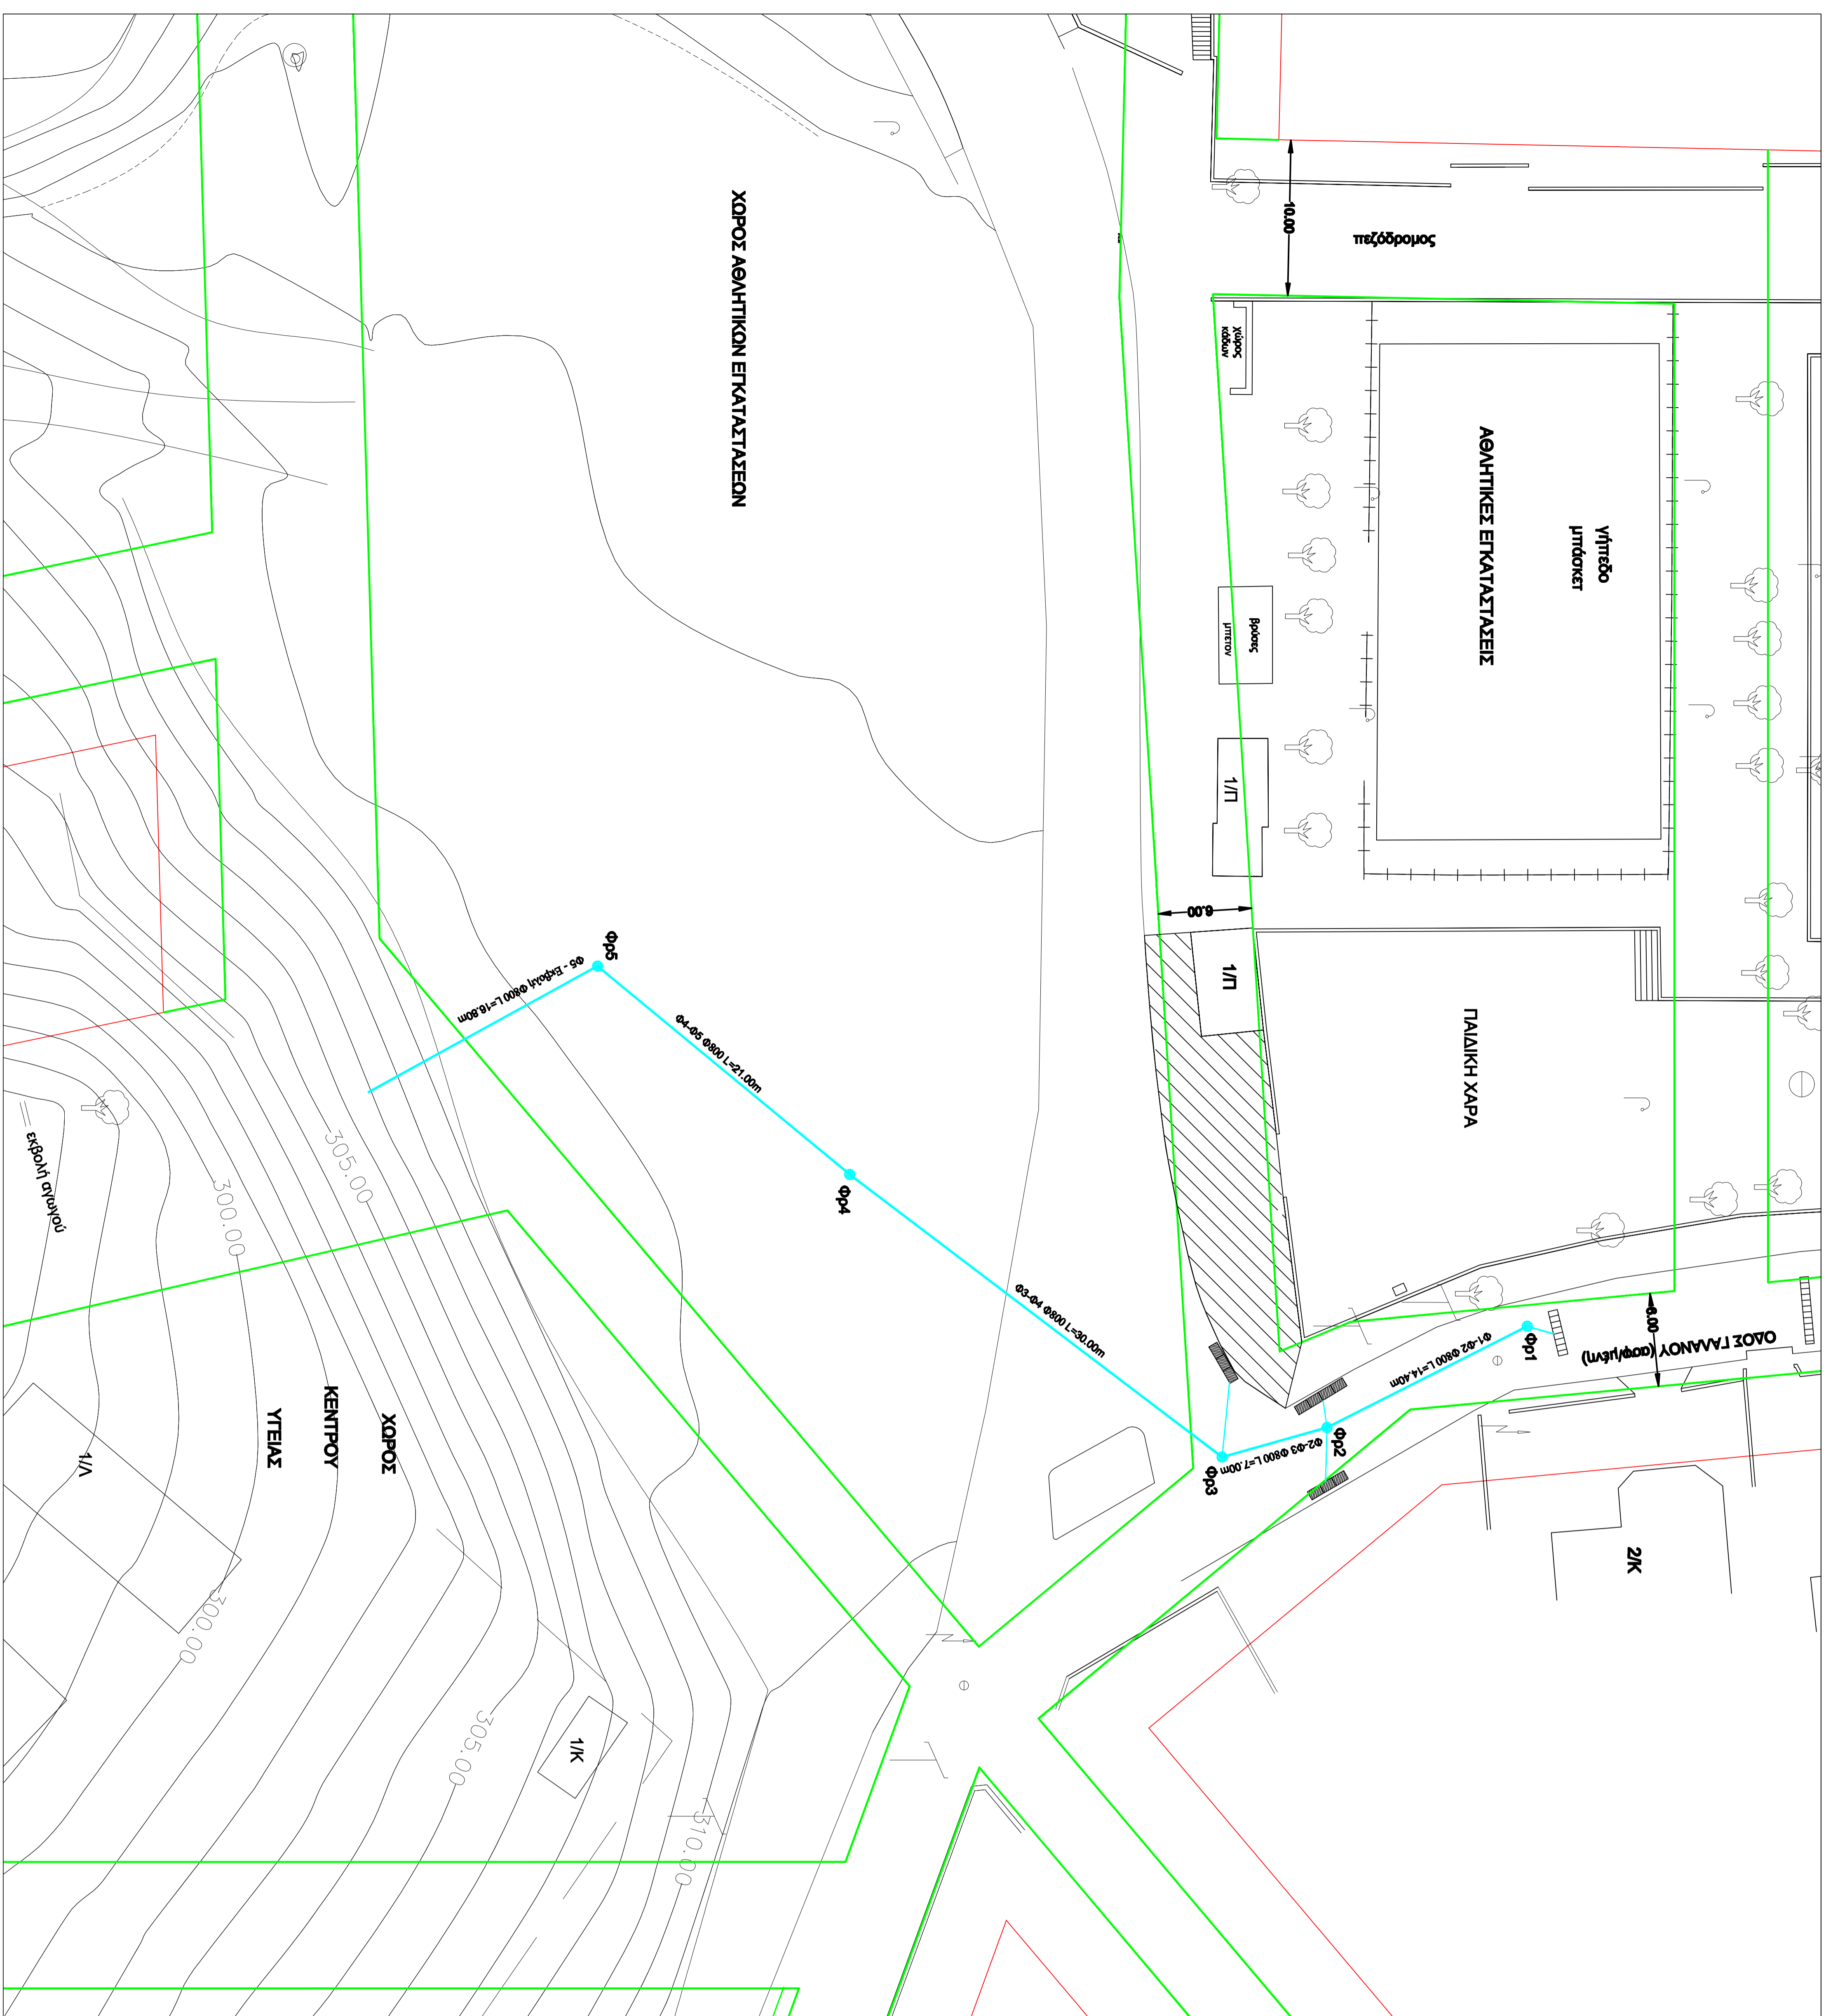 10.00
πεζόδρομος
ΧΩΡΟΣ ΑΘΛΗΤΙΚΩΝ ΕΓΚΑΤΑΣΤΑΣΕΩΝ
χώρος
κάδων
ΑΘΛΗΤΙΚΕΣ ΕΓΚΑΤΑΣΤΑΣΕΙΣ
γήπεδο
μπάσκετ
βρύσες
μπετον
1/Π
6.00
1/Π
ΠΑΙΔΙΚΗ ΧΑΡΑ
Φρ5
Φ5 - Εκβολή Φ800 L=16.80m
Φ4-Φ5 Φ800 L=21.00m
Φρ4
Φ3-Φ4 Φ800 L=30.00m
Φρ3
Φ2-Φ3 Φ800 L=7.00m
Φρ2
Φ1-Φ2 Φ800 L=14.40m
Φρ1
6.00
ΟΔΟΣ ΓΑΛΑΝΟΥ (ασφ/μένη)
2/Κ
εκβολή αγωγού
305.00
300.00
ΧΩΡΟΣ
ΚΕΝΤΡΟΥ
ΥΓΕΙΑΣ
1/Λ
300.00
305.00
1/Κ
310.00